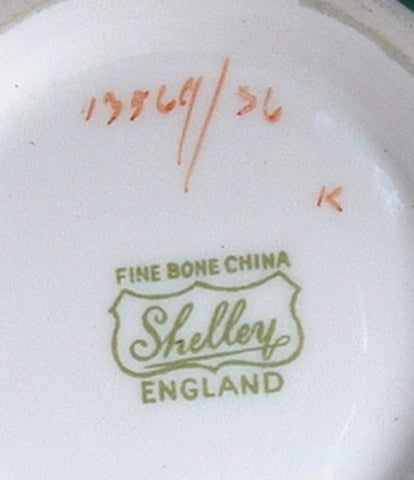 13569/36
K
FINE BONE CHINA
Shelley
ENGLAND